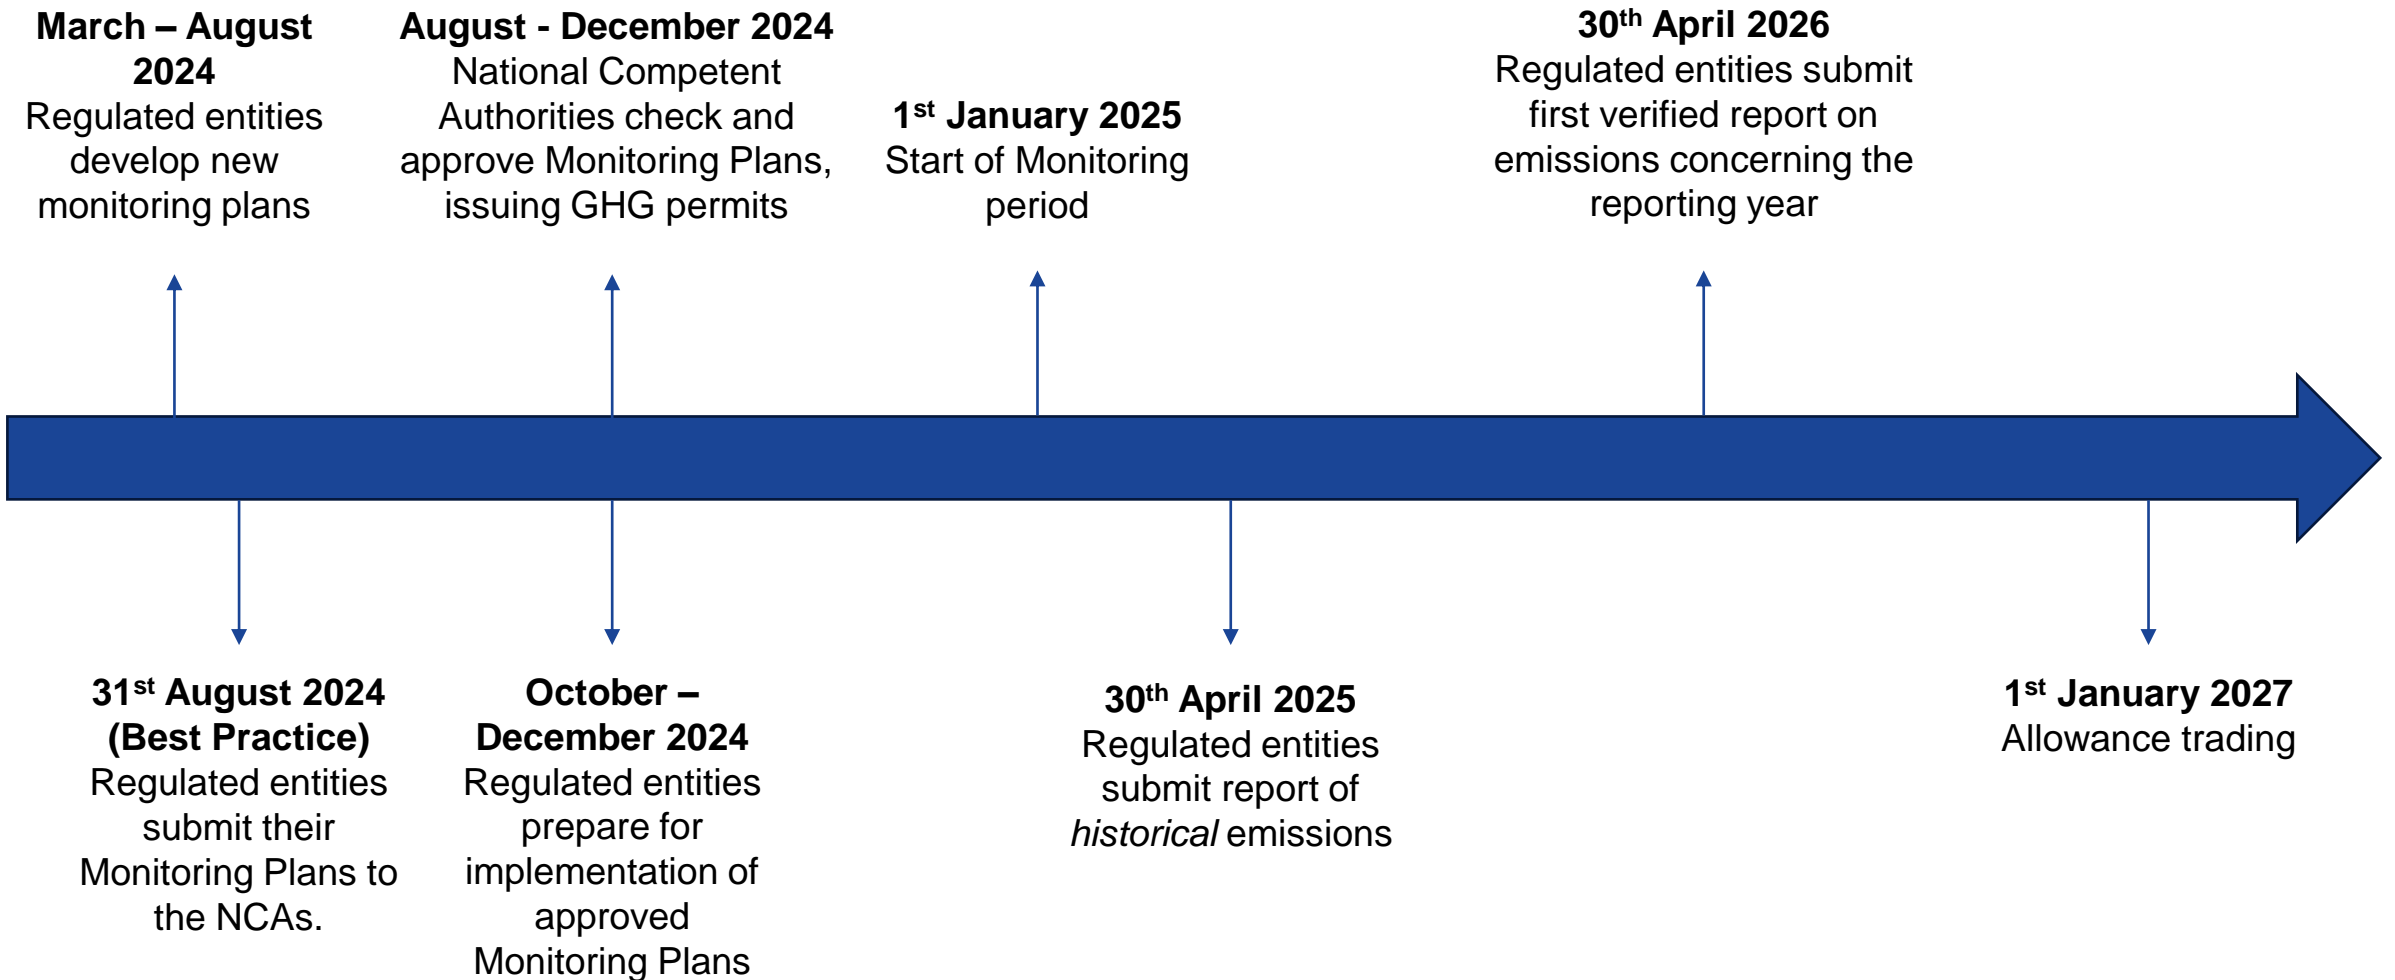 March – August
2024
Regulated entities
develop new
monitoring plans
August - December 2024
National Competent
Authorities check and
approve Monitoring Plans,
issuing GHG permits
1st January 2025
Start of Monitoring
period
30th April 2026
Regulated entities submit
first verified report on
emissions concerning the
reporting year
31st August 2024
(Best Practice)
Regulated entities
submit their
Monitoring Plans to
the NCAs.
October –
December 2024
Regulated entities
prepare for
implementation of
approved
Monitoring Plans
30th April 2025
Regulated entities
submit report of
historical emissions
1st January 2027
Allowance trading